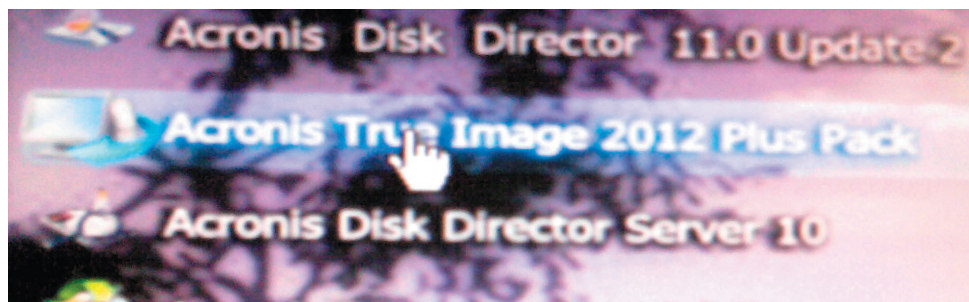 Acronis Disk Director 11.0 Update 2
Acronis True Image 2012 Plus Pack
Acronis Disk Director Server 10